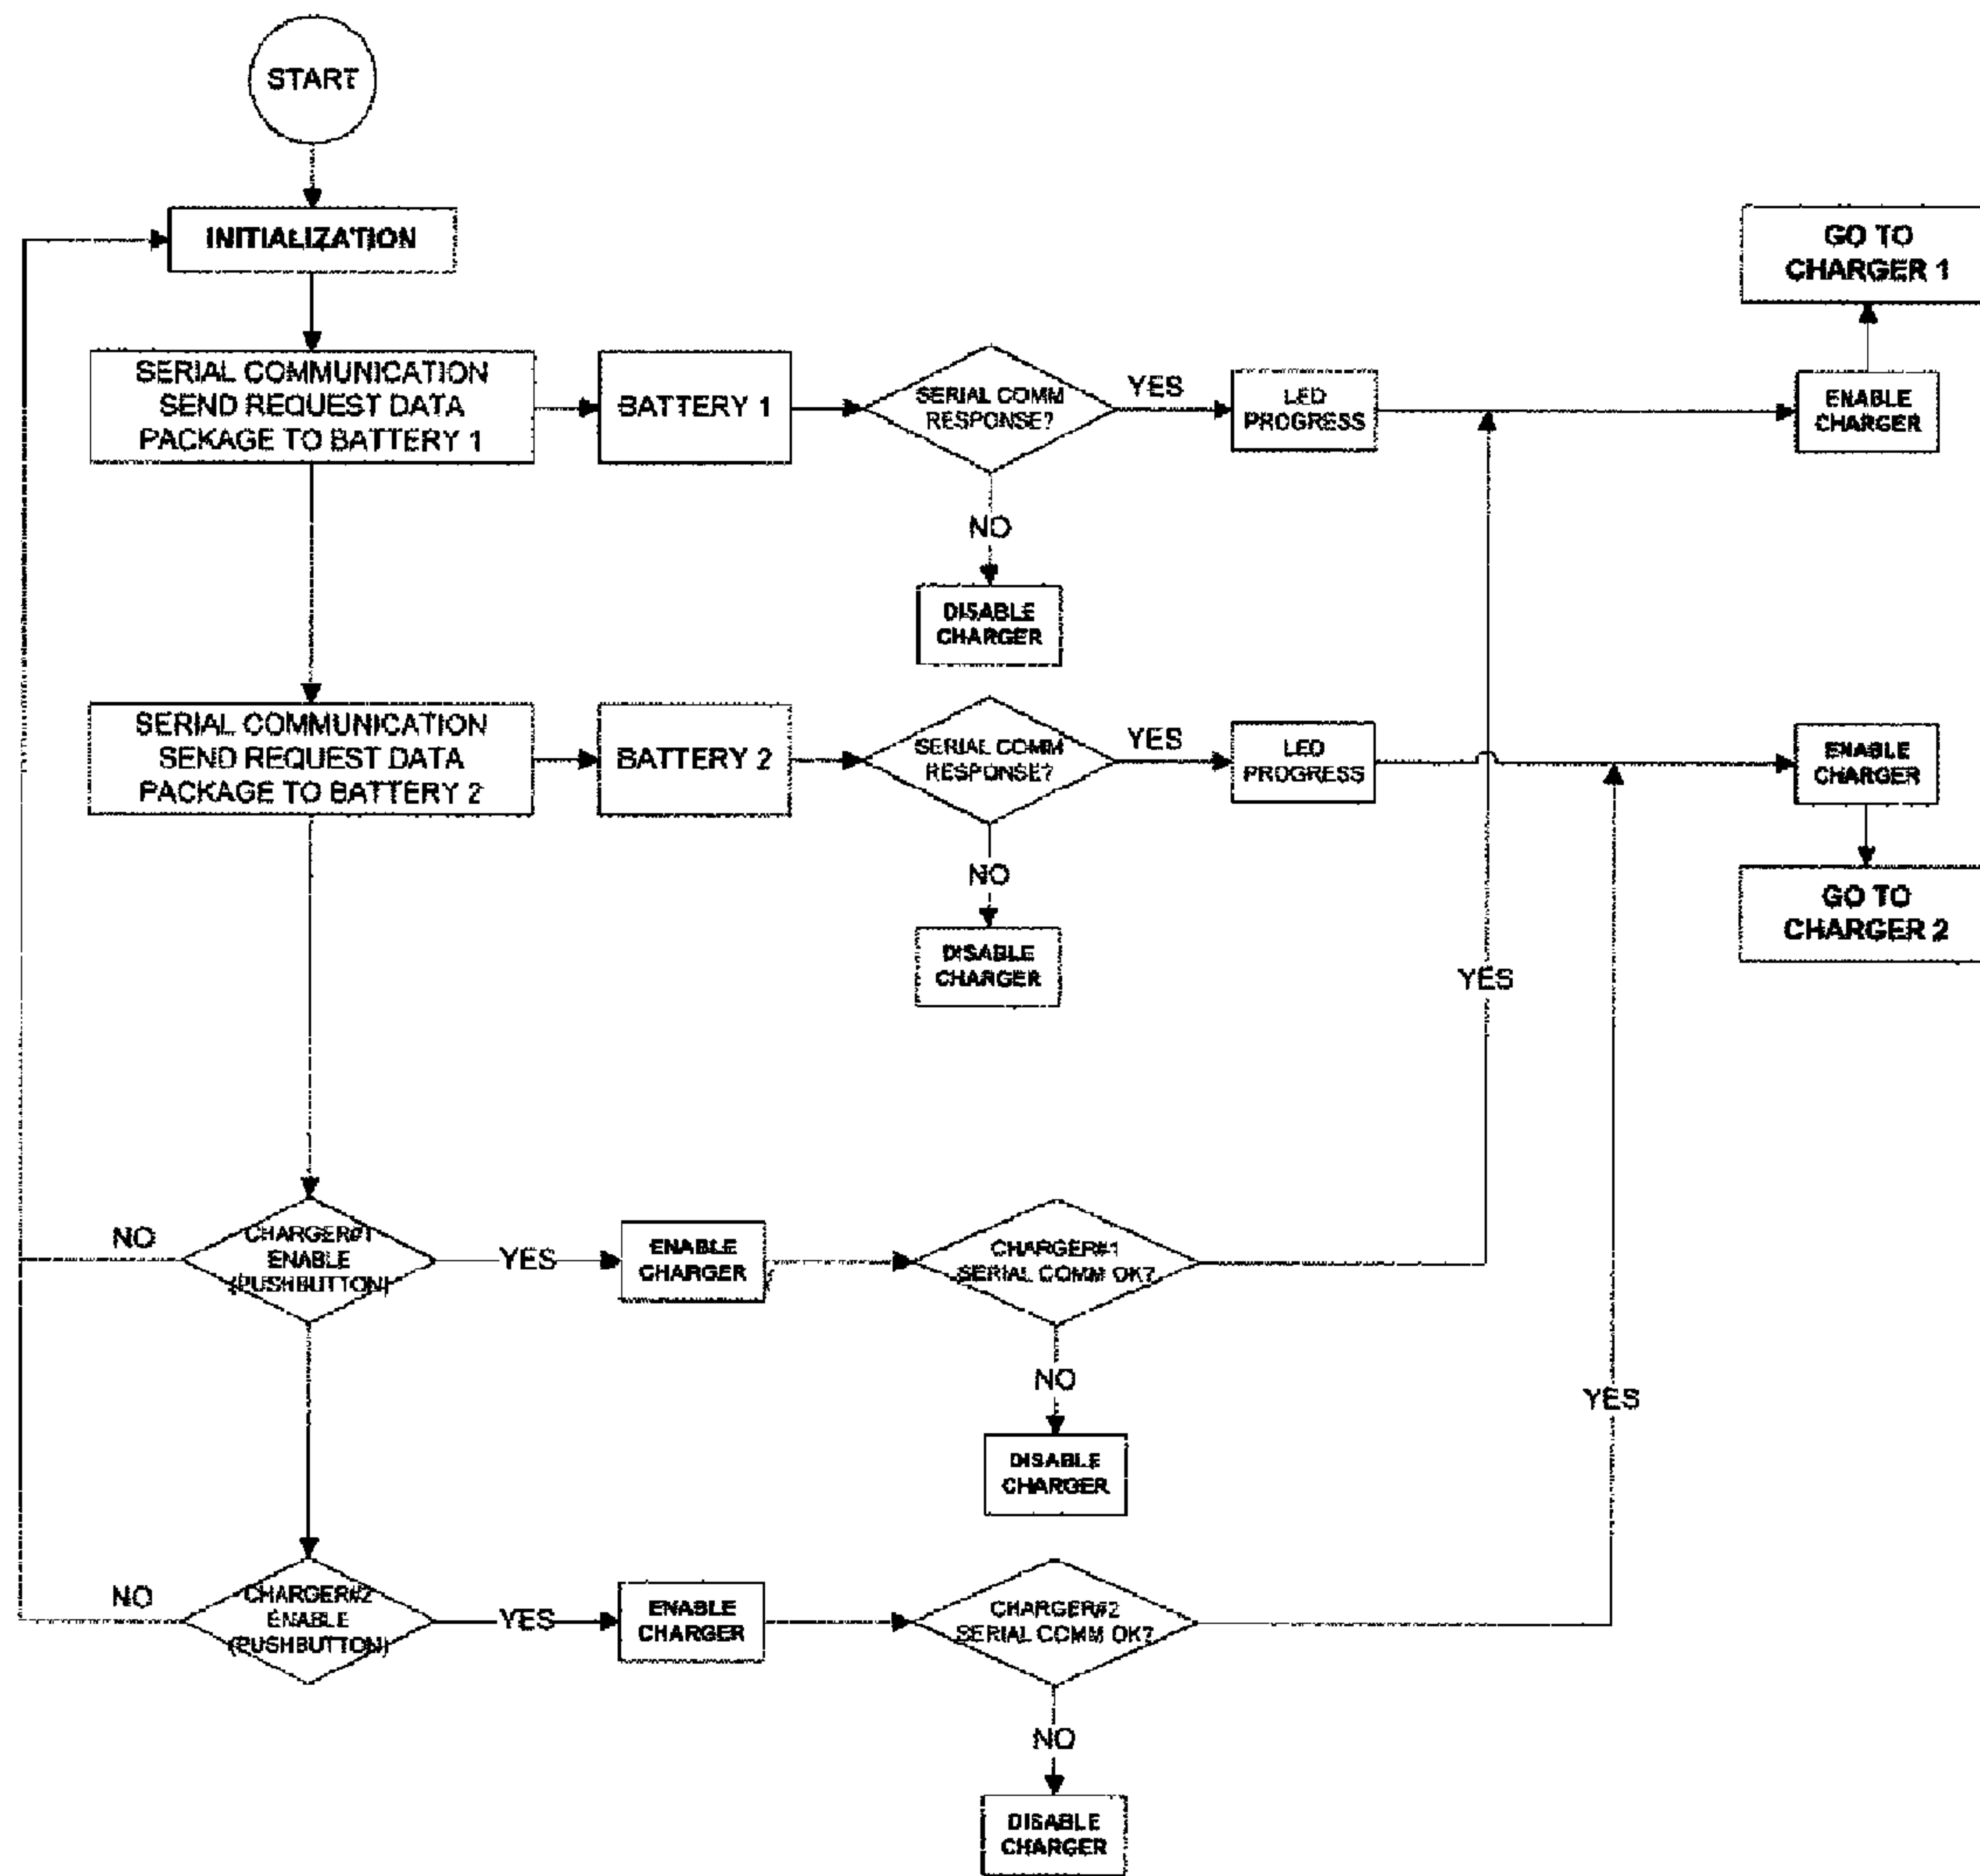 START
INITIALIZATION
GO TO
CHARGER 1
SERIAL COMMUNICATION
SEND REQUEST DATA
PACKAGE TO BATTERY 1
BATTERY 1
SERIAL COMM
RESPONSE?
YES
LED
PROGRESS
ENABLE
CHARGER
NO
DISABLE
CHARGER
SERIAL COMMUNICATION
SEND REQUEST DATA
PACKAGE TO BATTERY 2
BATTERY 2
SERIAL COMM
RESPONSE?
YES
LED
PROGRESS
ENABLE
CHARGER
NO
DISABLE
CHARGER
GO TO
CHARGER 2
YES
NO
CHARGER#1
ENABLE
(PUSHBUTTON)
YES
ENABLE
CHARGER
CHARGER#1
SERIAL COMM OK?
NO
DISABLE
CHARGER
YES
NO
CHARGER#2
ENABLE
(PUSHBUTTON)
YES
ENABLE
CHARGER
CHARGER#2
SERIAL COMM OK?
NO
DISABLE
CHARGER